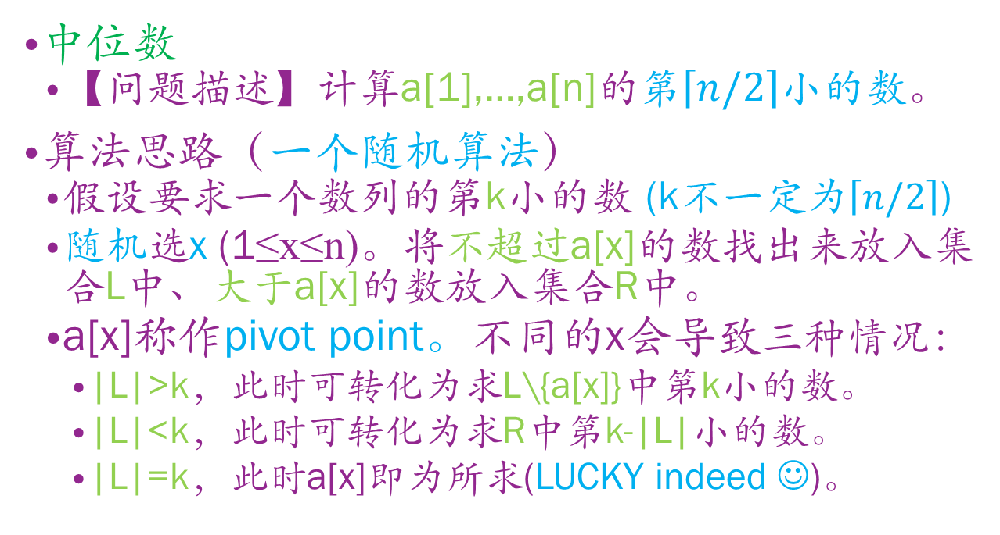 •中位数
•【问题描述】计算a[1],...,a[n]的第⌈n/2⌉小的数。
•算法思路（一个随机算法）
•假设要求一个数列的第k小的数 (k不一定为⌈n/2⌉)
•随机选x (1≤x≤n)。将不超过a[x]的数找出来放入集
合L中、大于a[x]的数放入集合R中。
•a[x]称作pivot point。不同的x会导致三种情况：
•|L|>k，此时可转化为求L\{a[x]}中第k小的数。
•|L|<k，此时可转化为求R中第k-|L|小的数。
•|L|=k，此时a[x]即为所求(LUCKY indeed ☺)。